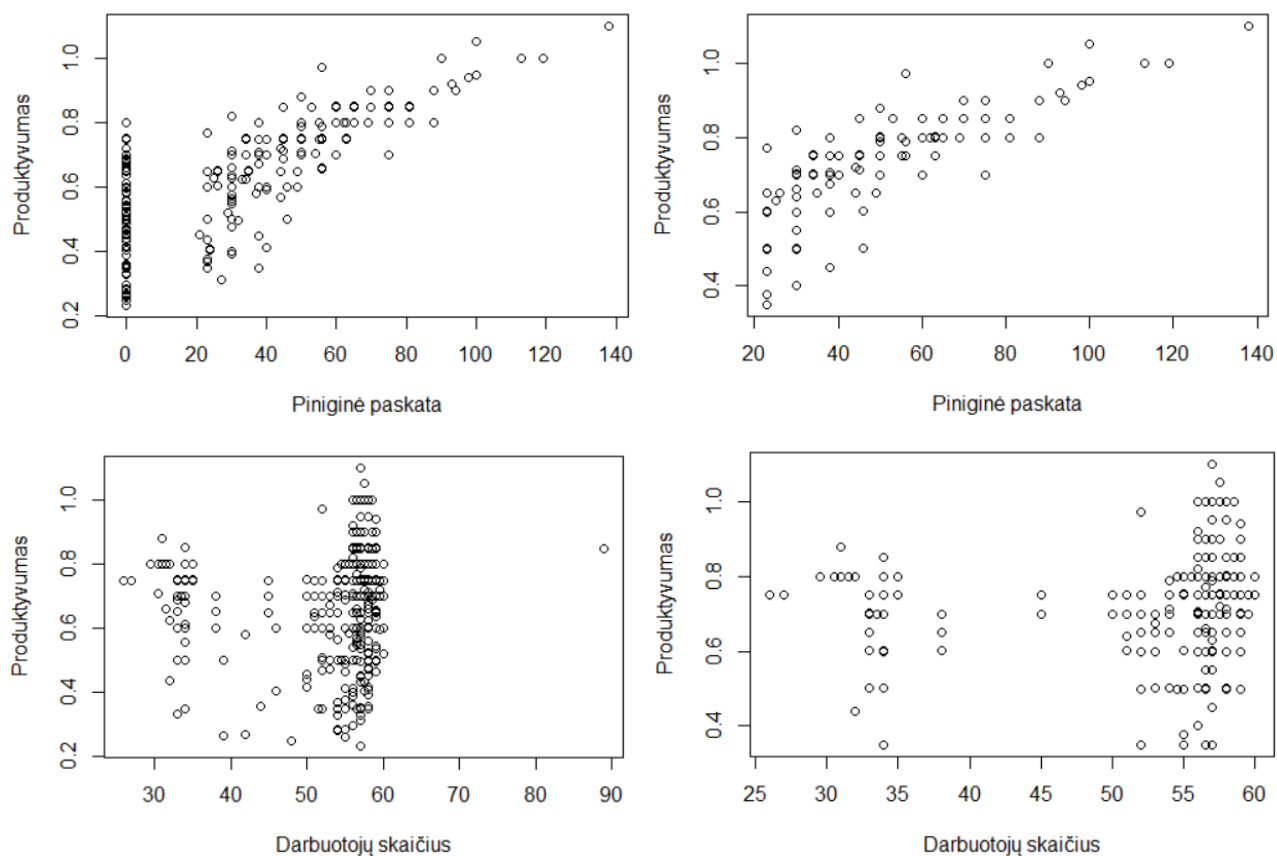 Produktyvumas
0.2 0.4 0.6 0.8 1.0
0 20 40 60 80 100 120 140
Piniginė paskata
Produktyvumas
0.4 0.6 0.8 1.0
20 40 60 80 100 120 140
Piniginė paskata
Produktyvumas
0.2 0.4 0.6 0.8 1.0
30 40 50 60 70 80 90
Darbuotojų skaičius
Produktyvumas
0.4 0.6 0.8 1.0
25 30 35 40 45 50 55 60
Darbuotojų skaičius